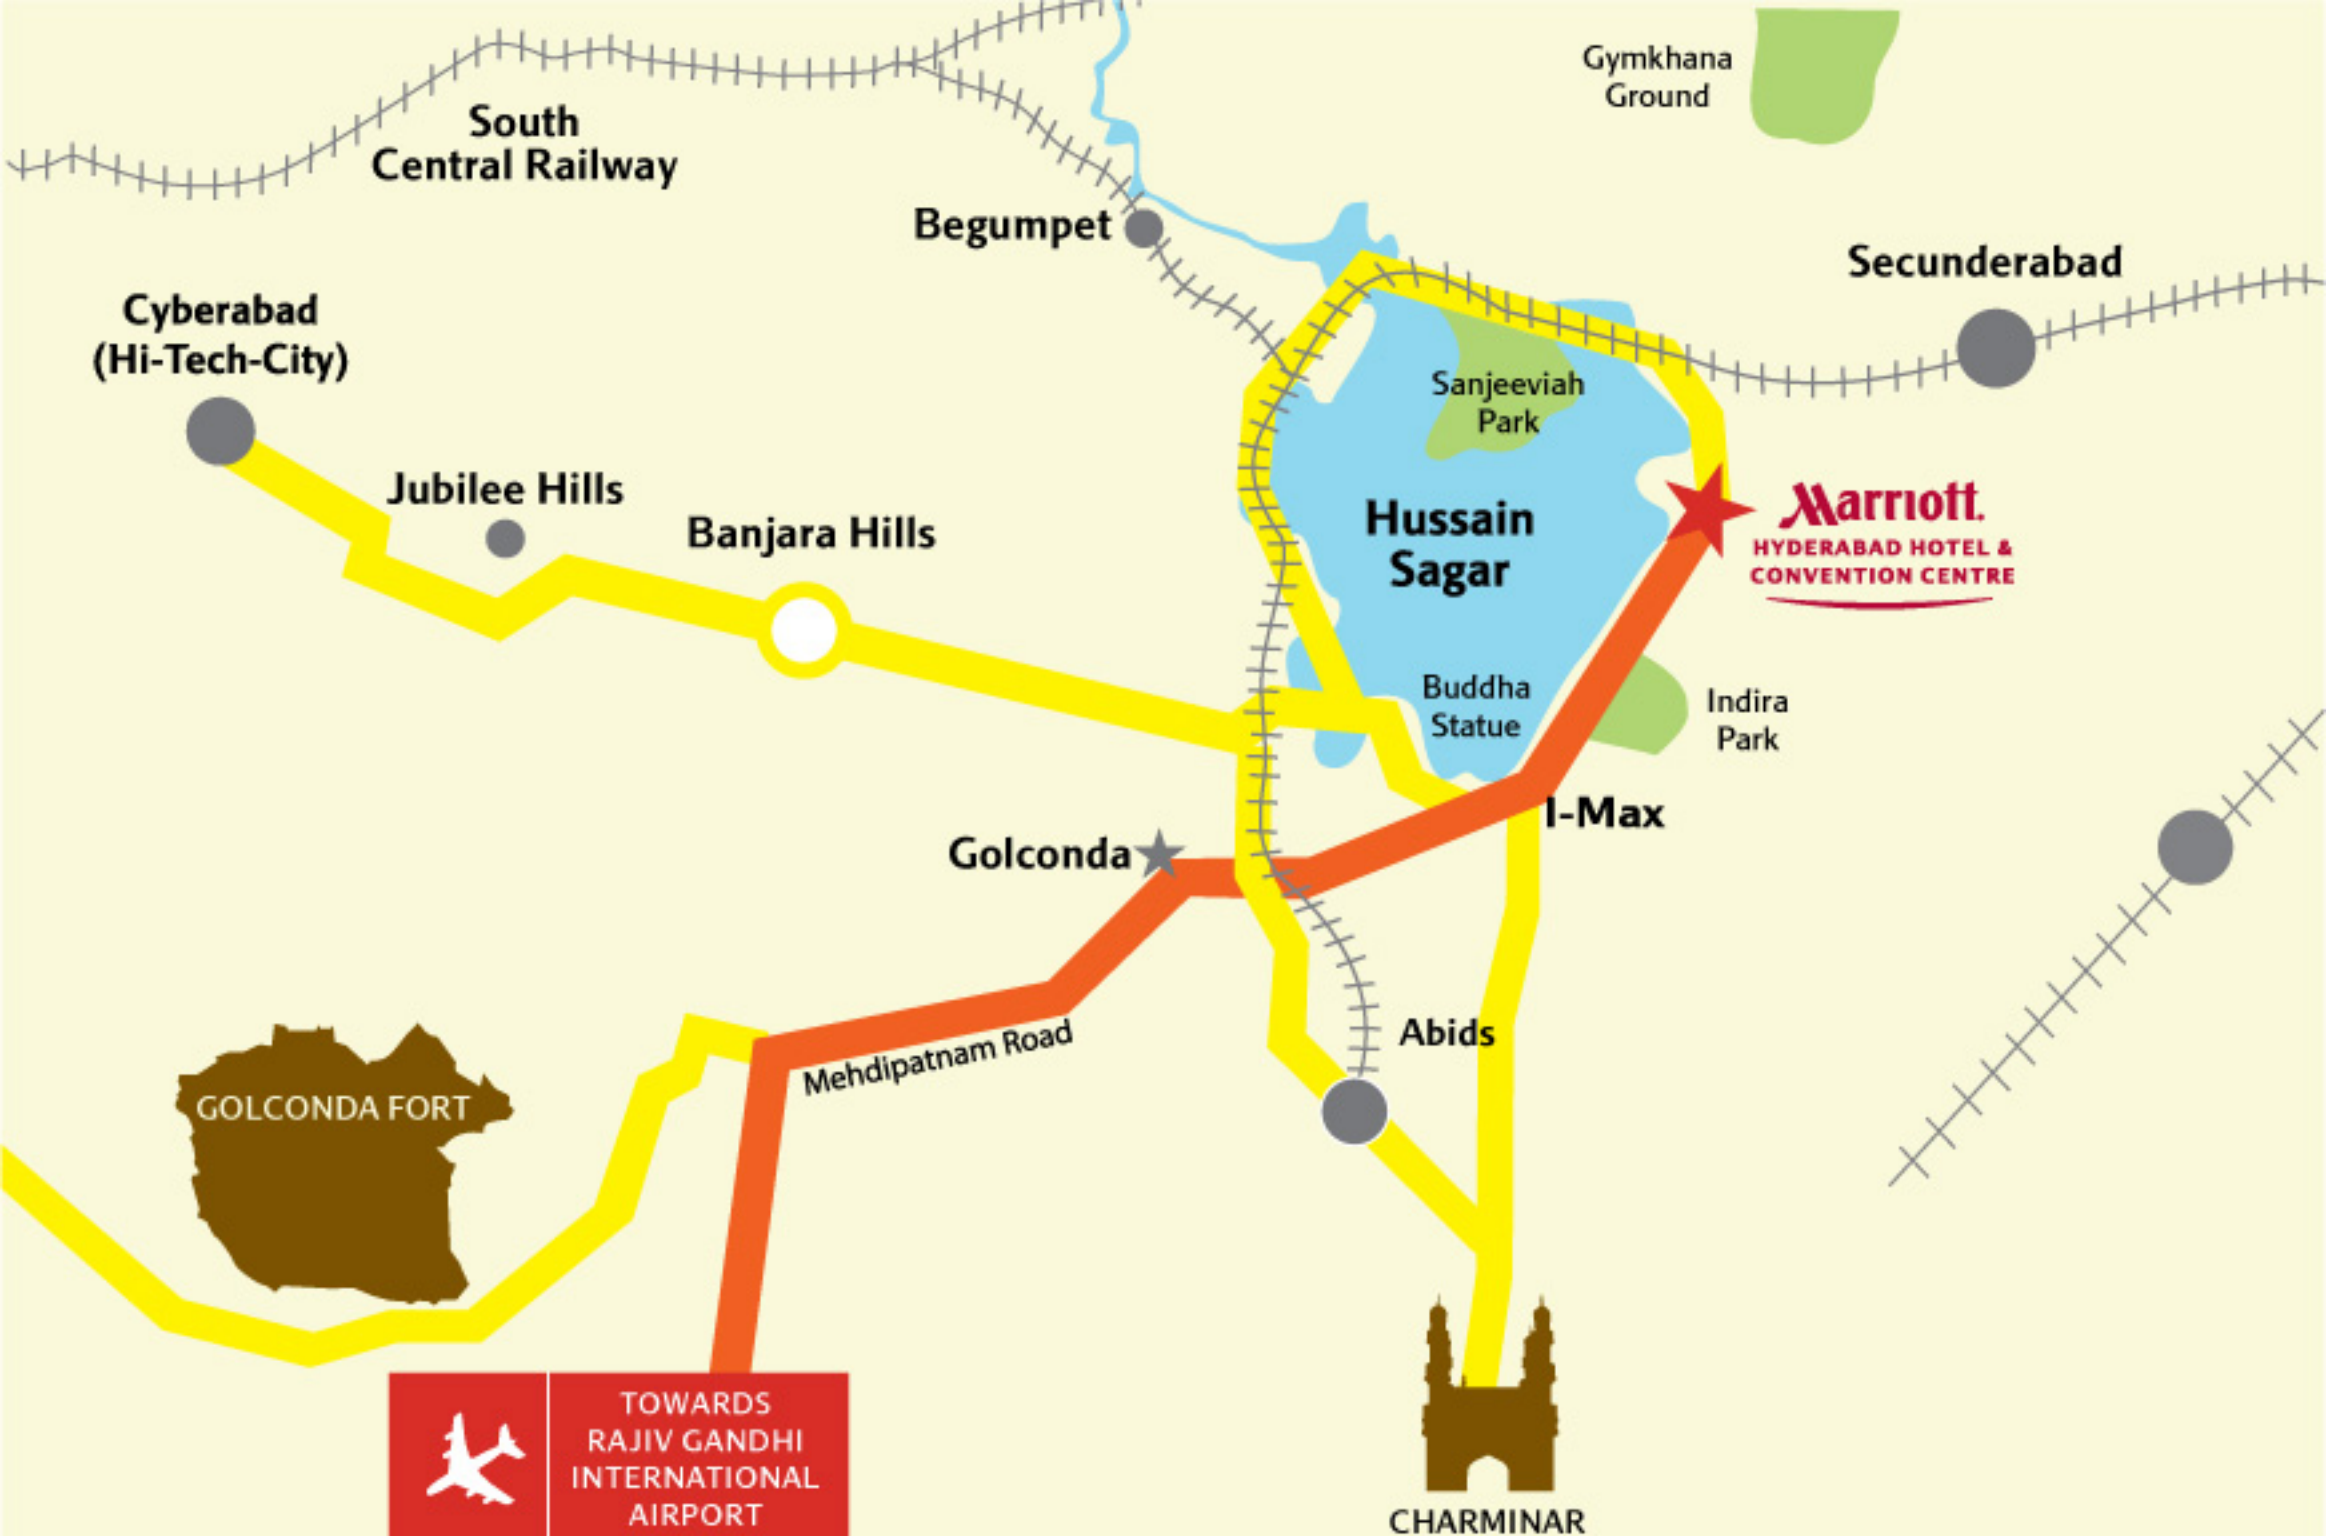 Gymkhana
Ground
South
Central Railway
Begumpet
Secunderabad
Cyberabad
(Hi-Tech-City)
Sanjeeviah
Park
Jubilee Hills
Banjara Hills
Hussain
Sagar
Marriott.
HYDERABAD HOTEL &
CONVENTION CENTRE
Buddha
Statue
Indira
Park
I-Max
Golconda
Mehdipatnam Road
Abids
GOLCONDA FORT
TOWARDS
RAJIV GANDHI
INTERNATIONAL
AIRPORT
CHARMINAR